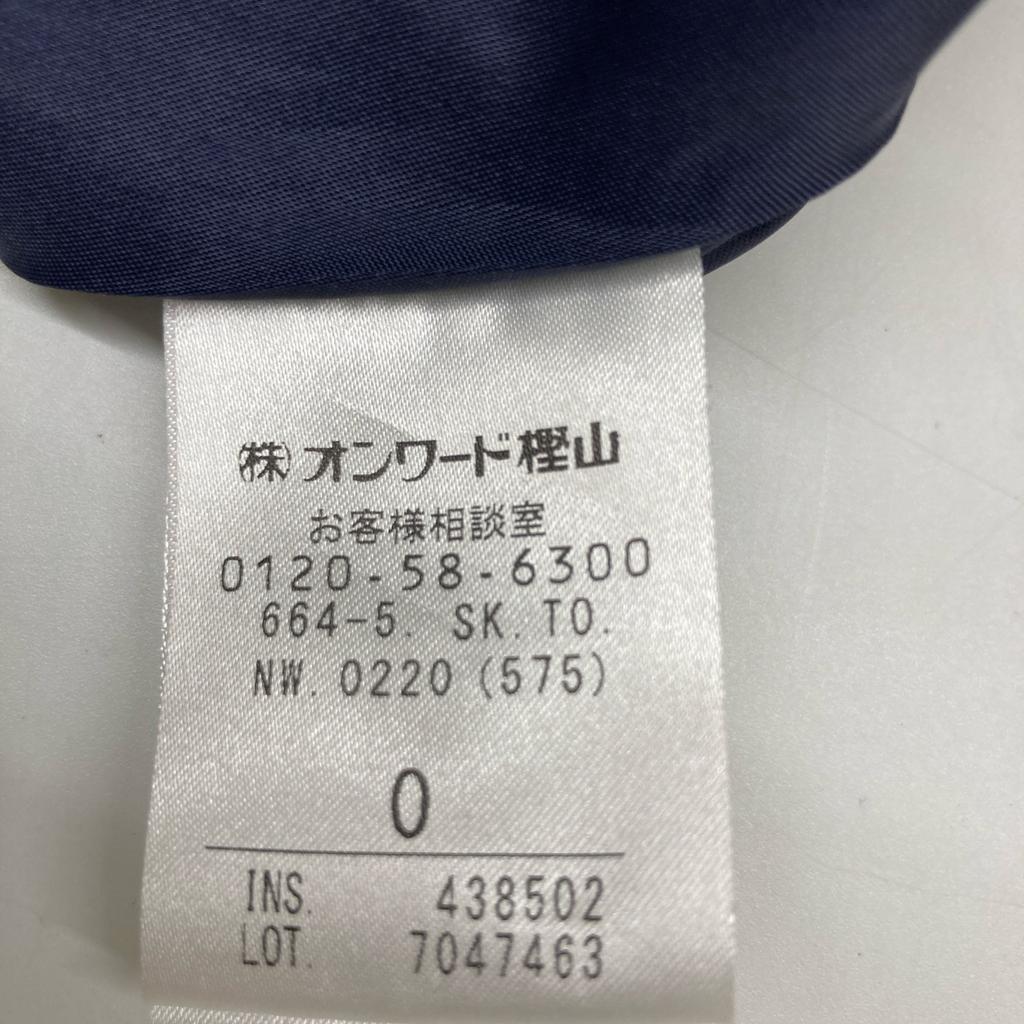 ㈱オンワード樫山
お客様相談室
0120-58-6300
664-5. SK. TO.
NW. 0220 (575)
0
INS. 438502
LOT. 7047463